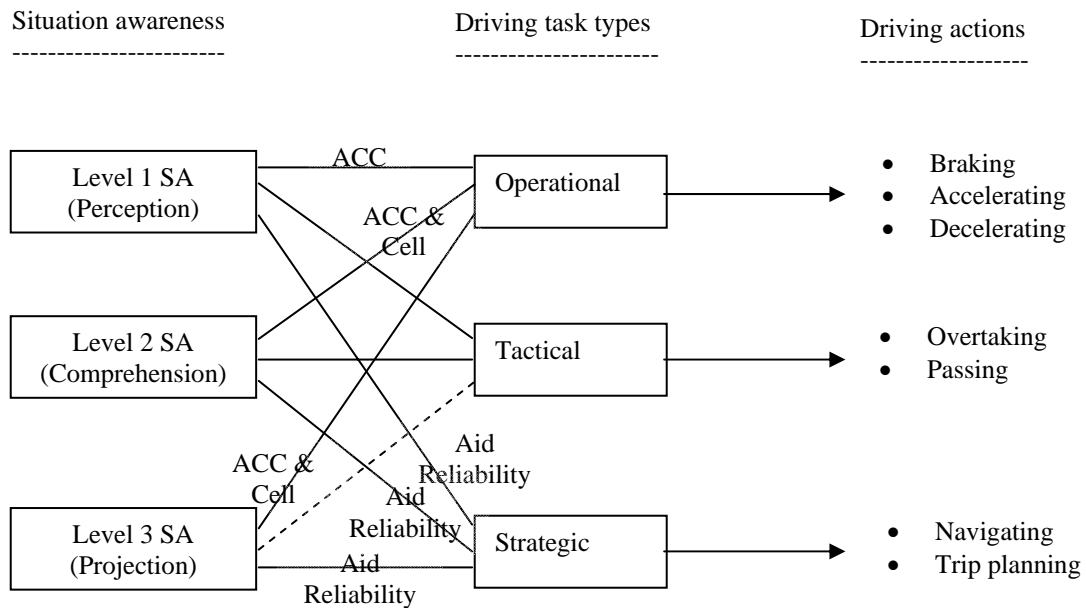 Situation awareness
------------------------
Driving task types
-----------------------
Driving actions
-------------------
Level 1 SA
(Perception)
ACC
Operational
• Braking
• Accelerating
• Decelerating
ACC &
Cell
Level 2 SA
(Comprehension)
Tactical
• Overtaking
• Passing
Aid
Reliability
ACC &
Cell
Aid
Reliability
Level 3 SA
(Projection)
Aid
Reliability
Strategic
• Navigating
• Trip planning